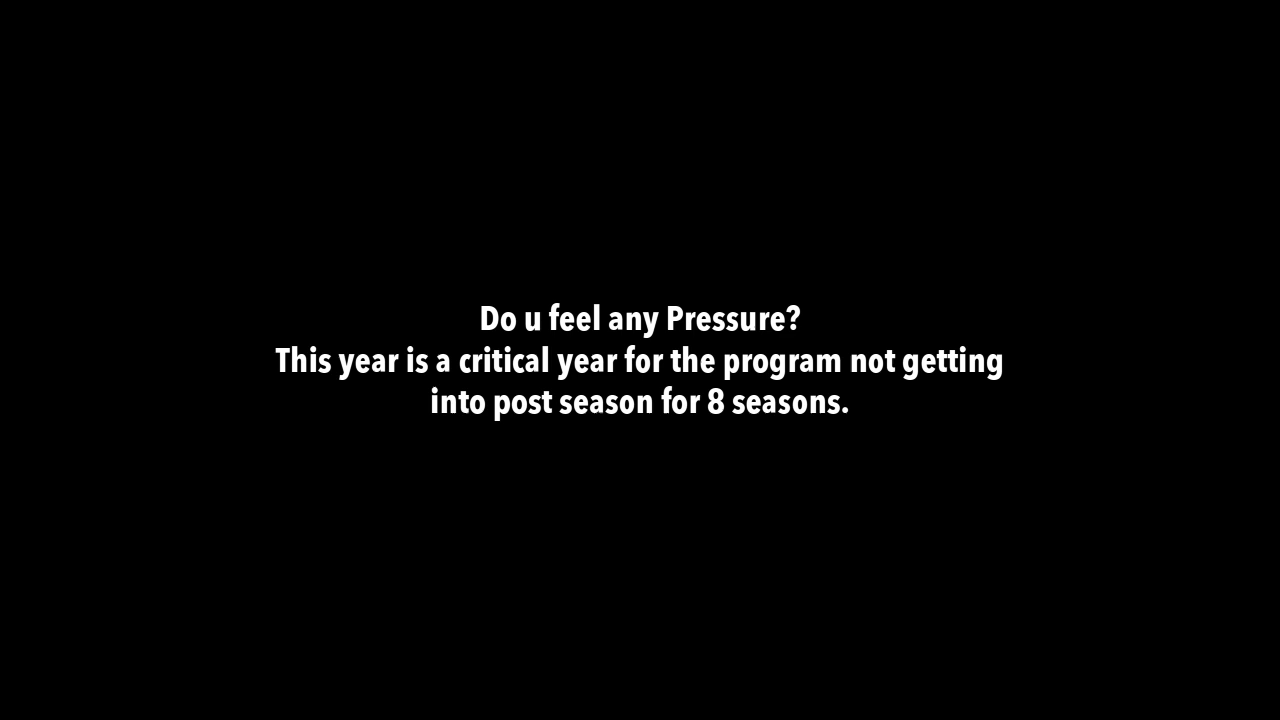 Do u feel any Pressure?
This year is a critical year for the program not getting
into post season for 8 seasons.